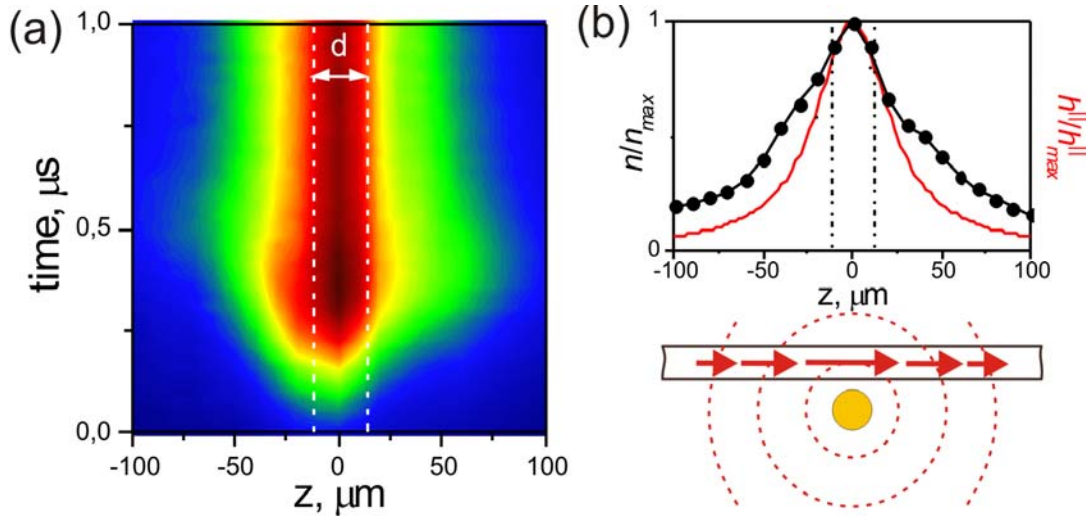 (a)
1,0
0,5
0,0
time, μs
d
-100 -50 0 50 100
z, μm
(b)
1
0
n/n_max
h^||/h^||_max
-100 -50 0 50 100
z, μm